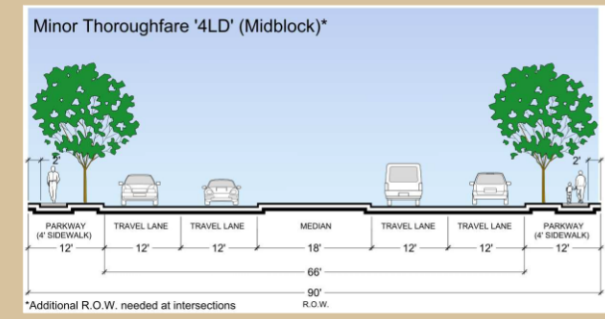 Minor Thoroughfare '4LD' (Midblock)*
2'
2'
PARKWAY
(4' SIDEWALK)
TRAVEL LANE
TRAVEL LANE
MEDIAN
TRAVEL LANE
TRAVEL LANE
PARKWAY
(4' SIDEWALK)
12'
12'
12'
18'
12'
12'
12'
66'
90'
*Additional R.O.W. needed at intersections
R.O.W.